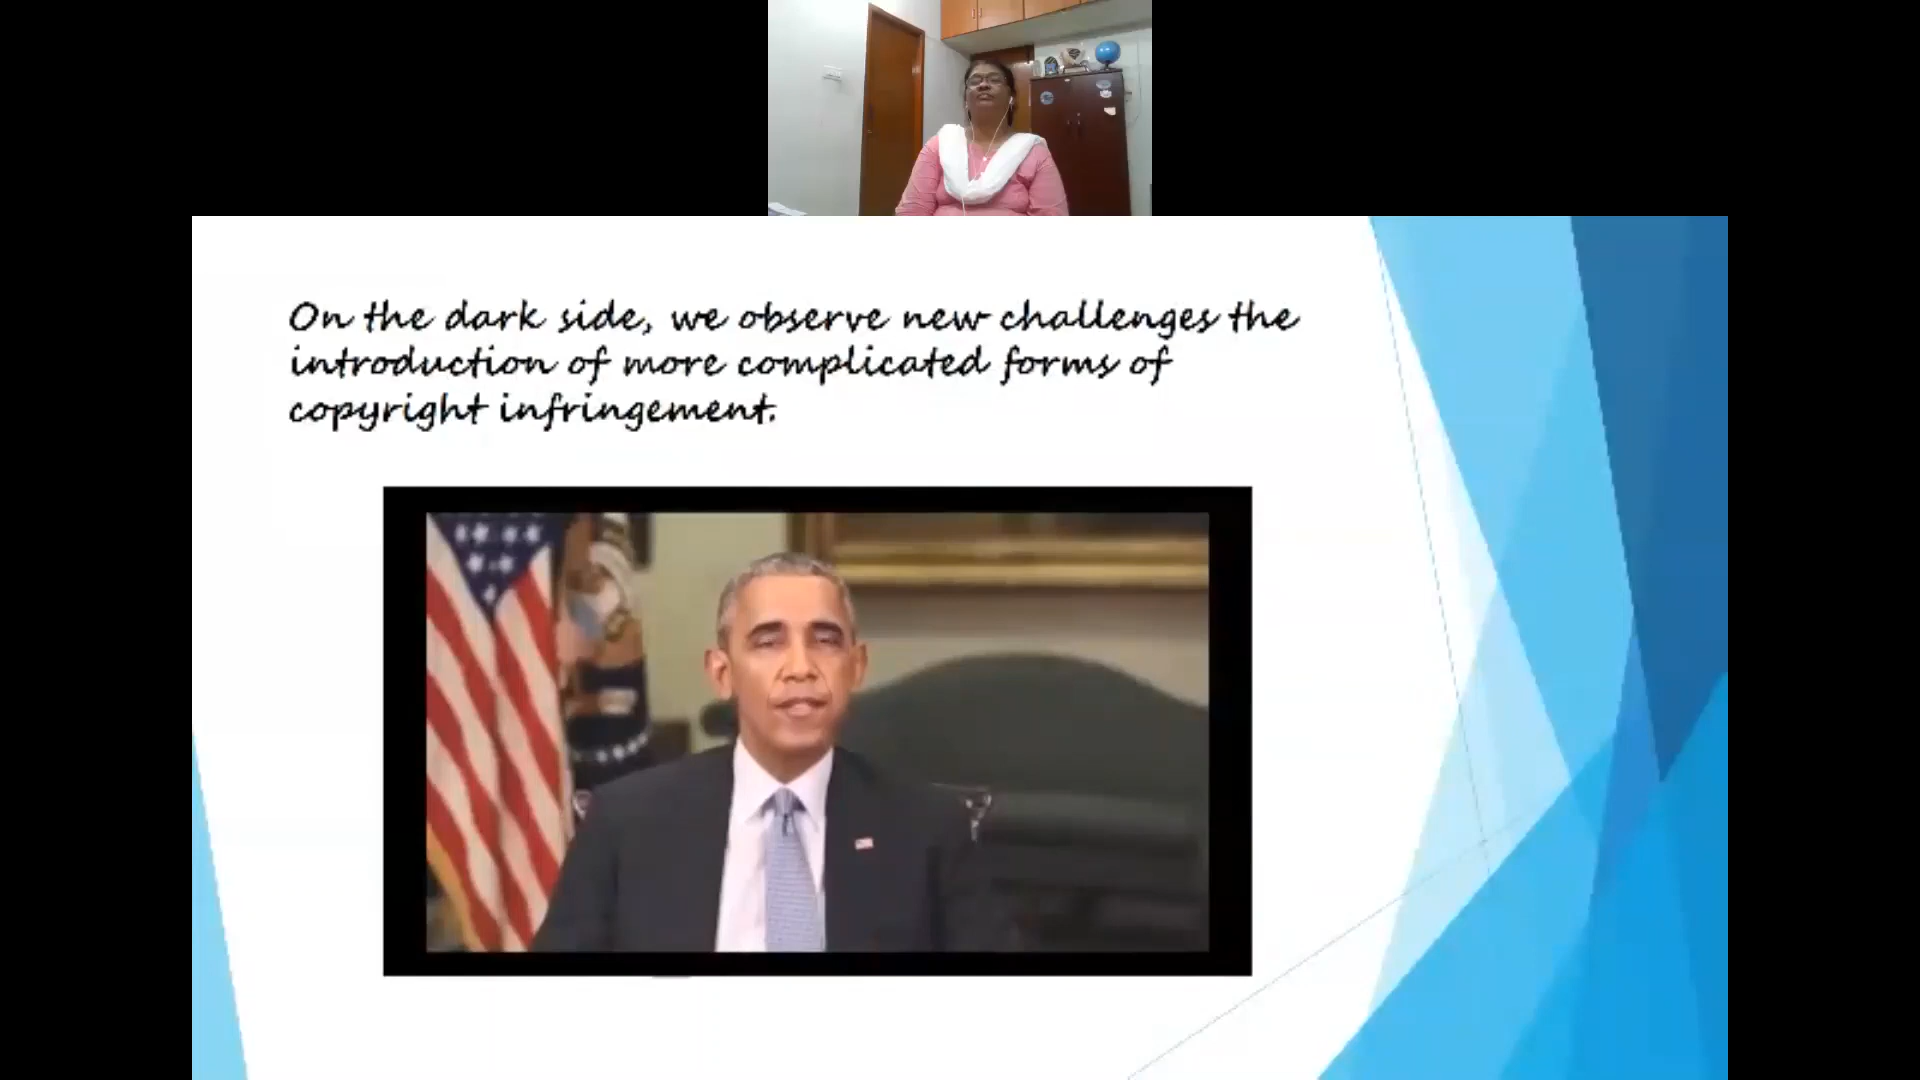 On the dark side, we observe new challenges the
introduction of more complicated forms of
copyright infringement.